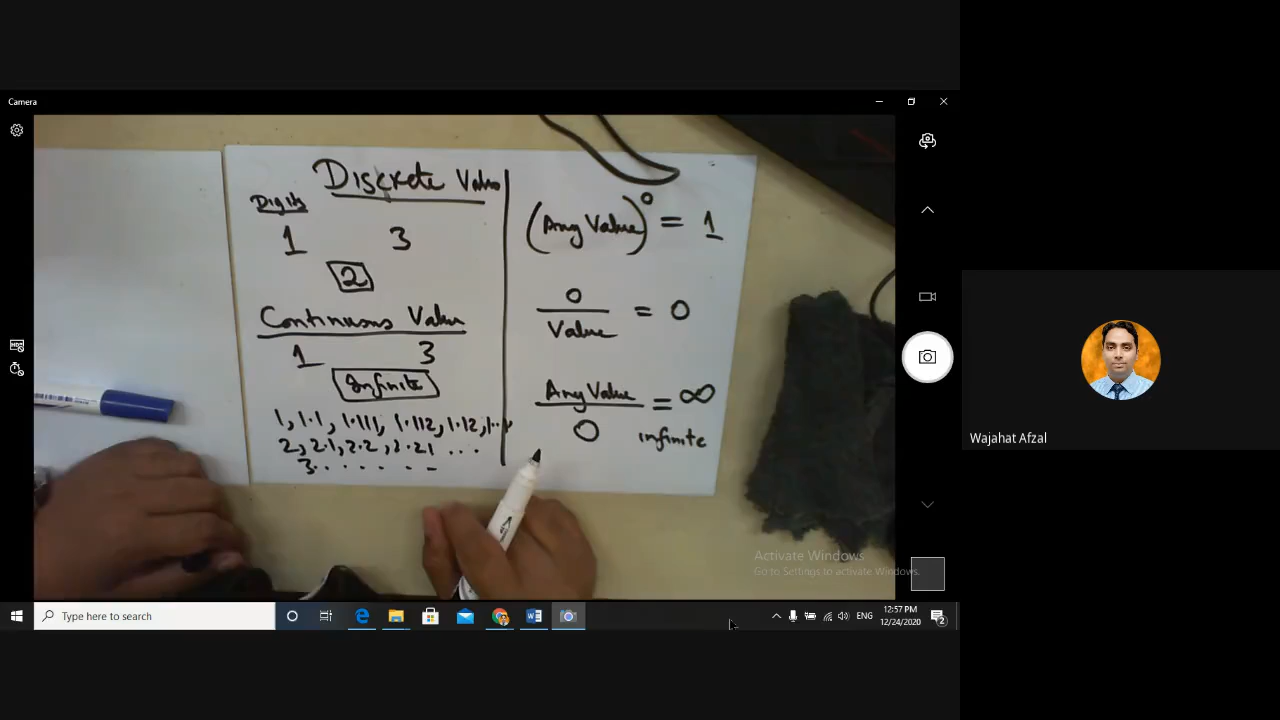 Camera
Discrete Value
Digits
1 3
2
Continuous Value
1 3
Infinite
1, 1.1, 1.111, 1.112, 1.12, 1...
2, 2.1, 2.2, 2.21 ...
3.......
(Any Value)⁰ = 1
0/Value = 0
Any Value/0 = ∞
infinite
Wajahat Afzal
Activate Windows
Go to Settings to activate Windows.
Type here to search
ENG
12:57 PM
12/24/2020
2